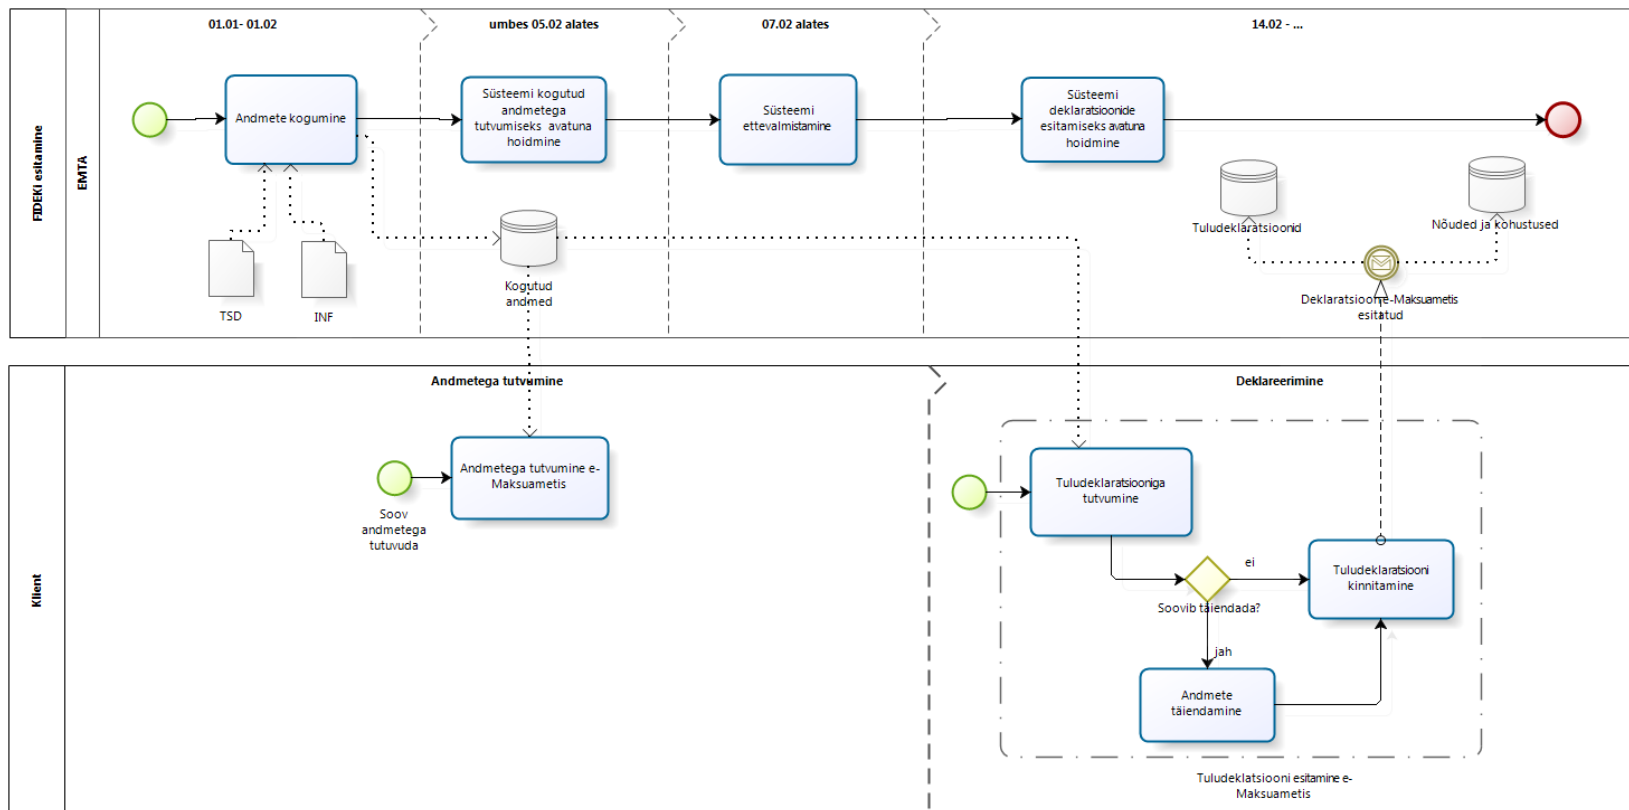 FIDEKi esitamine
EMTA
01.01- 01.02
umbes 05.02 alates
07.02 alates
14.02 - ...
Andmete kogumine
Süsteemi kogutud
andmetega
tutvumiseks avatuna
hoidmine
Süsteemi
ettevalmistamine
Süsteemi
deklaratsioonide
esitamiseks avatuna
hoidmine
TSD
INF
Kogutud
andmed
Tuludeklaratsioonid
Nõuded ja kohustused
Deklaratsioon e-Maksuametis
esitatud
Klient
Andmetega tutvumine
Deklareerimine
Soov
andmetega
tutuvuda
Andmetega tutvumine e-
Maksuametis
Tuludeklaratsiooniga
tutvumine
Soovib täiendada?
ei
jah
Tuludeklaratsiooni
kinnitamine
Andmete
täiendamine
Tuludeklatsiooni esitamine e-
Maksuametis